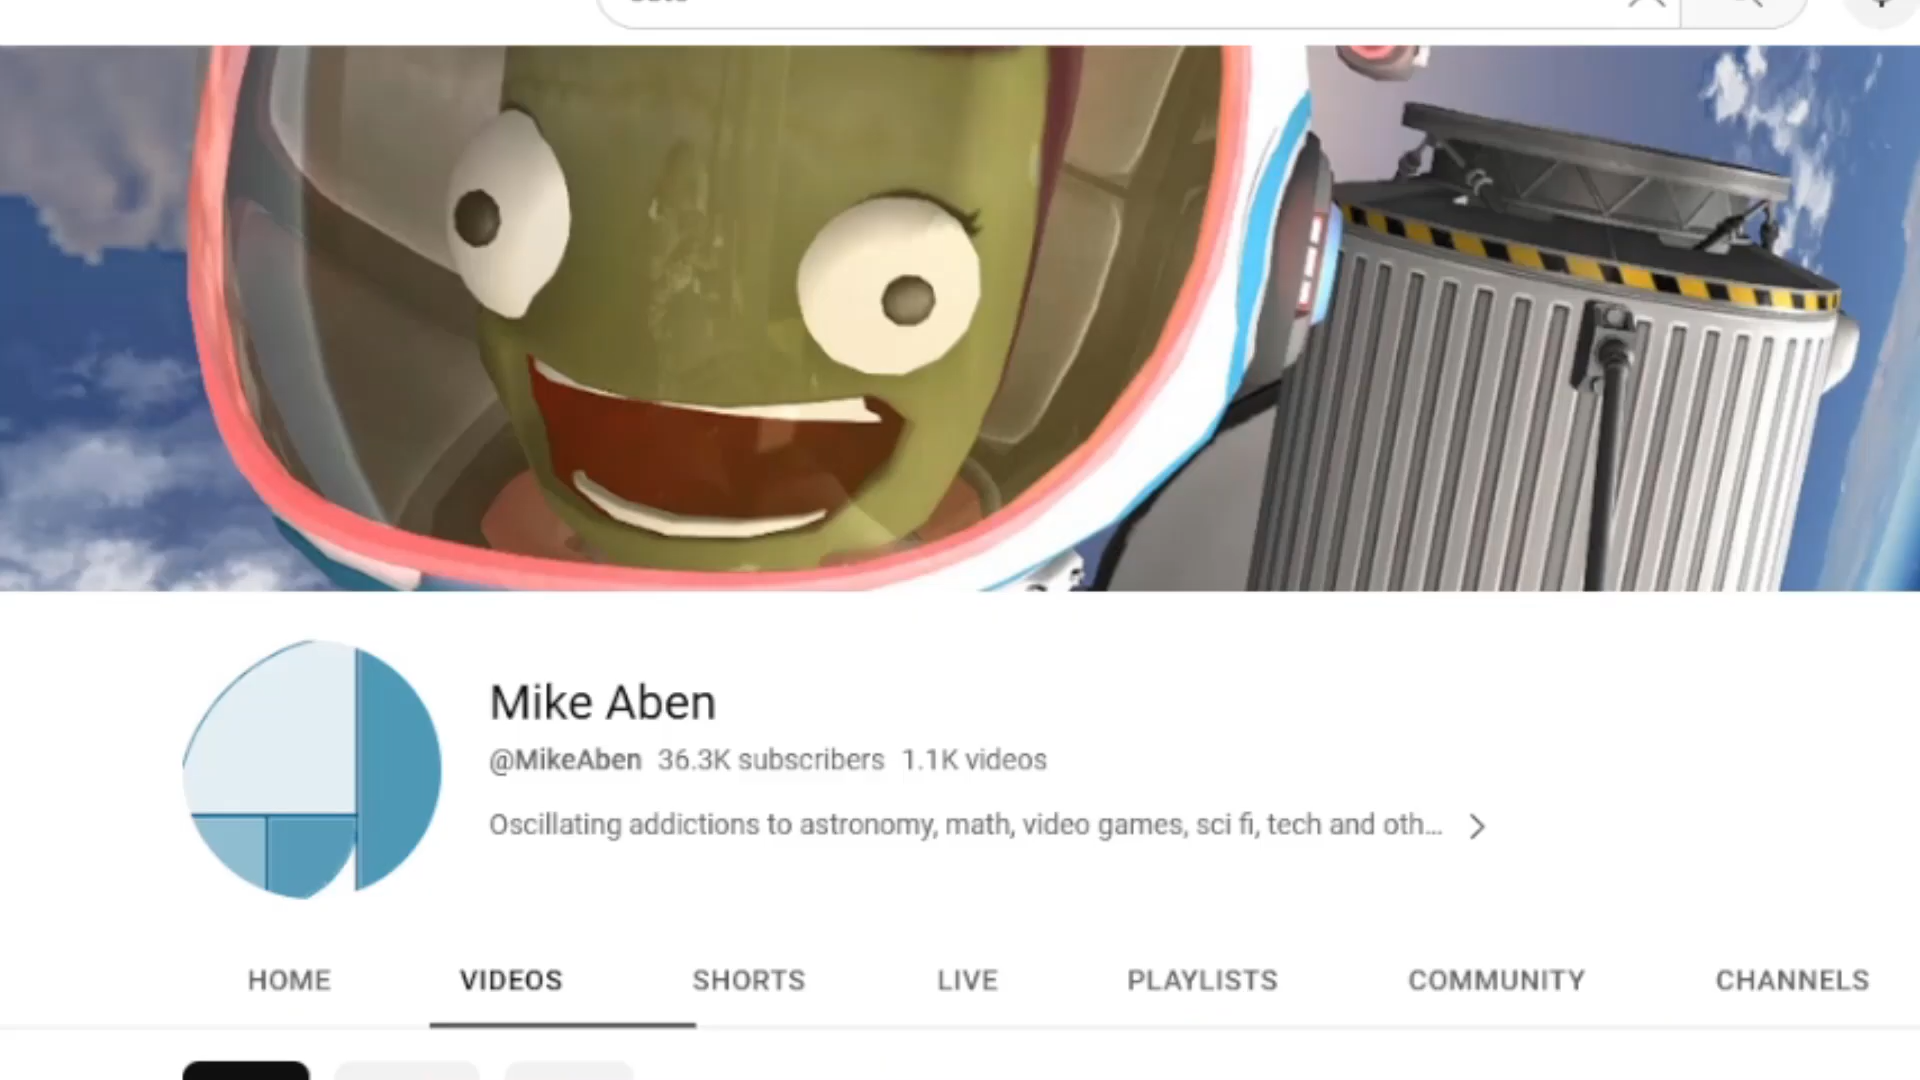 Mike Aben
@MikeAben 36.3K subscribers 1.1K videos
Oscillating addictions to astronomy, math, video games, sci fi, tech and oth...
HOME VIDEOS SHORTS LIVE PLAYLISTS COMMUNITY CHANNELS